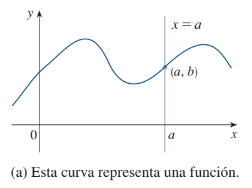 y
x = a
(a, b)
0
a
x
(a) Esta curva representa una función.